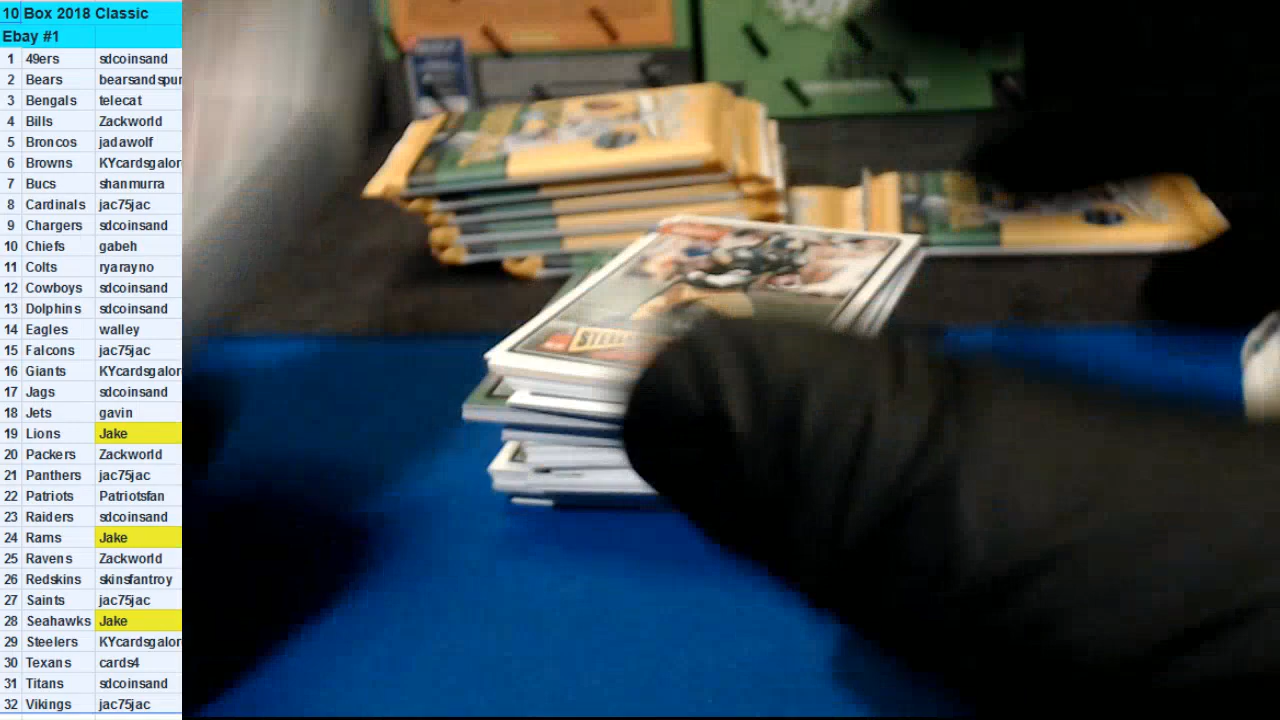 10 Box 2018 Classic
Ebay #1
1 49ers sdcoinsand
2 Bears bearsandspur
3 Bengals telecat
4 Bills Zackworld
5 Broncos jadawolf
6 Browns KYcardsgalor
7 Bucs shanmurra
8 Cardinals jac75jac
9 Chargers sdcoinsand
10 Chiefs gabeh
11 Colts ryarayno
12 Cowboys sdcoinsand
13 Dolphins sdcoinsand
14 Eagles walley
15 Falcons jac75jac
16 Giants KYcardsgalor
17 Jags sdcoinsand
18 Jets gavin
19 Lions Jake
20 Packers Zackworld
21 Panthers jac75jac
22 Patriots Patriotsfan
23 Raiders sdcoinsand
24 Rams Jake
25 Ravens Zackworld
26 Redskins skinsfantroy
27 Saints jac75jac
28 Seahawks Jake
29 Steelers KYcardsgalor
30 Texans cards4
31 Titans sdcoinsand
32 Vikings jac75jac